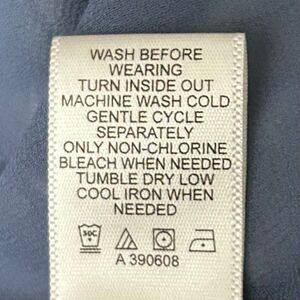 WASH BEFORE
WEARING
TURN INSIDE OUT
MACHINE WASH COLD
GENTLE CYCLE
SEPARATELY
ONLY NON-CHLORINE
BLEACH WHEN NEEDED
TUMBLE DRY LOW
COOL IRON WHEN
NEEDED
30C
A 390608